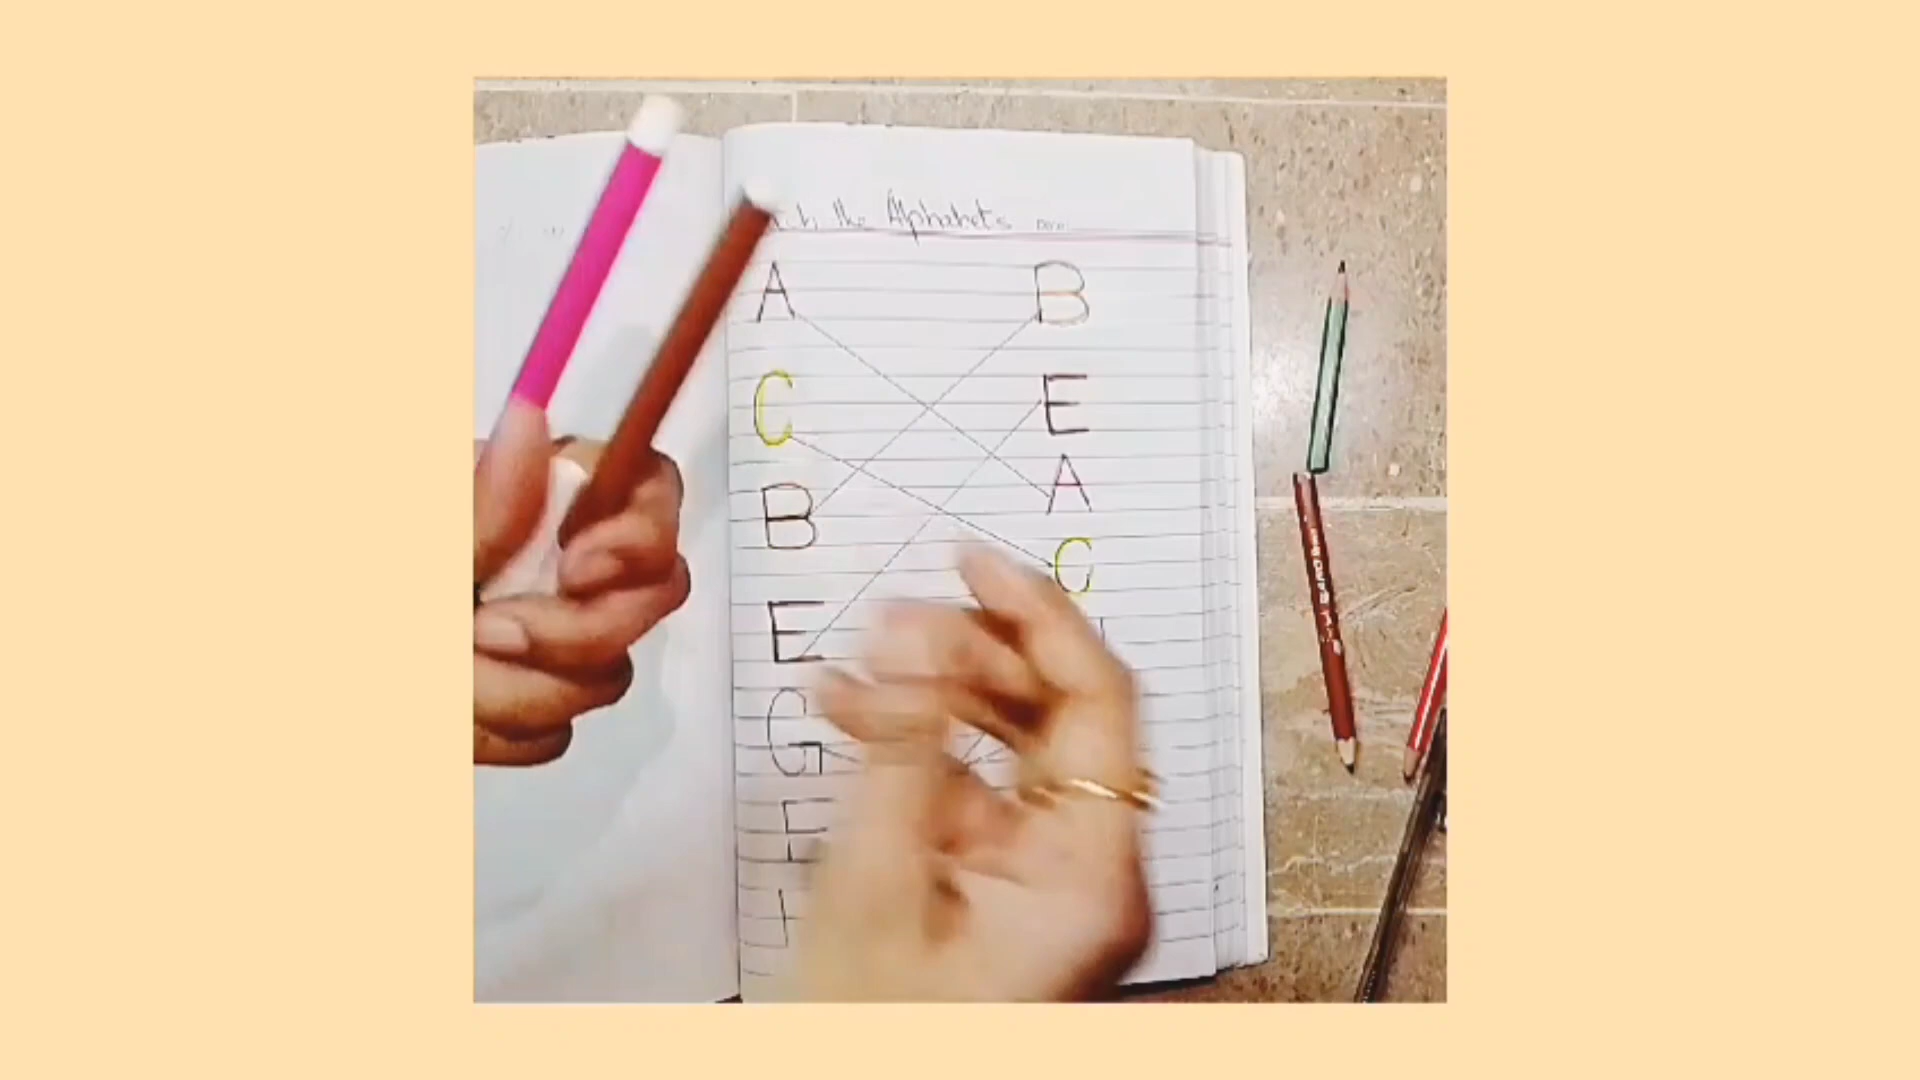 the Alphabets
A B
C E
B A
E C
G
F